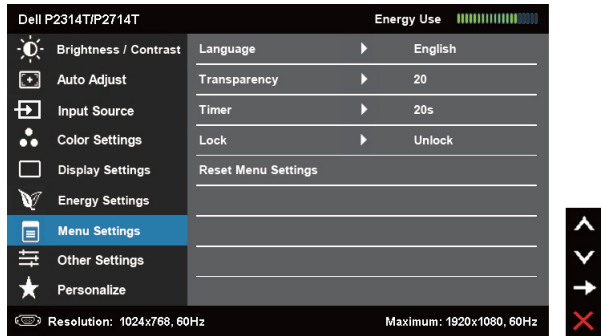 Dell P2314T/P2714T Energy Use
Brightness / Contrast Language English
Auto Adjust Transparency 20
Input Source Timer 20s
Color Settings Lock Unlock
Display Settings Reset Menu Settings
Energy Settings
Menu Settings
Other Settings
Personalize
Resolution: 1024x768, 60Hz Maximum: 1920x1080, 60Hz